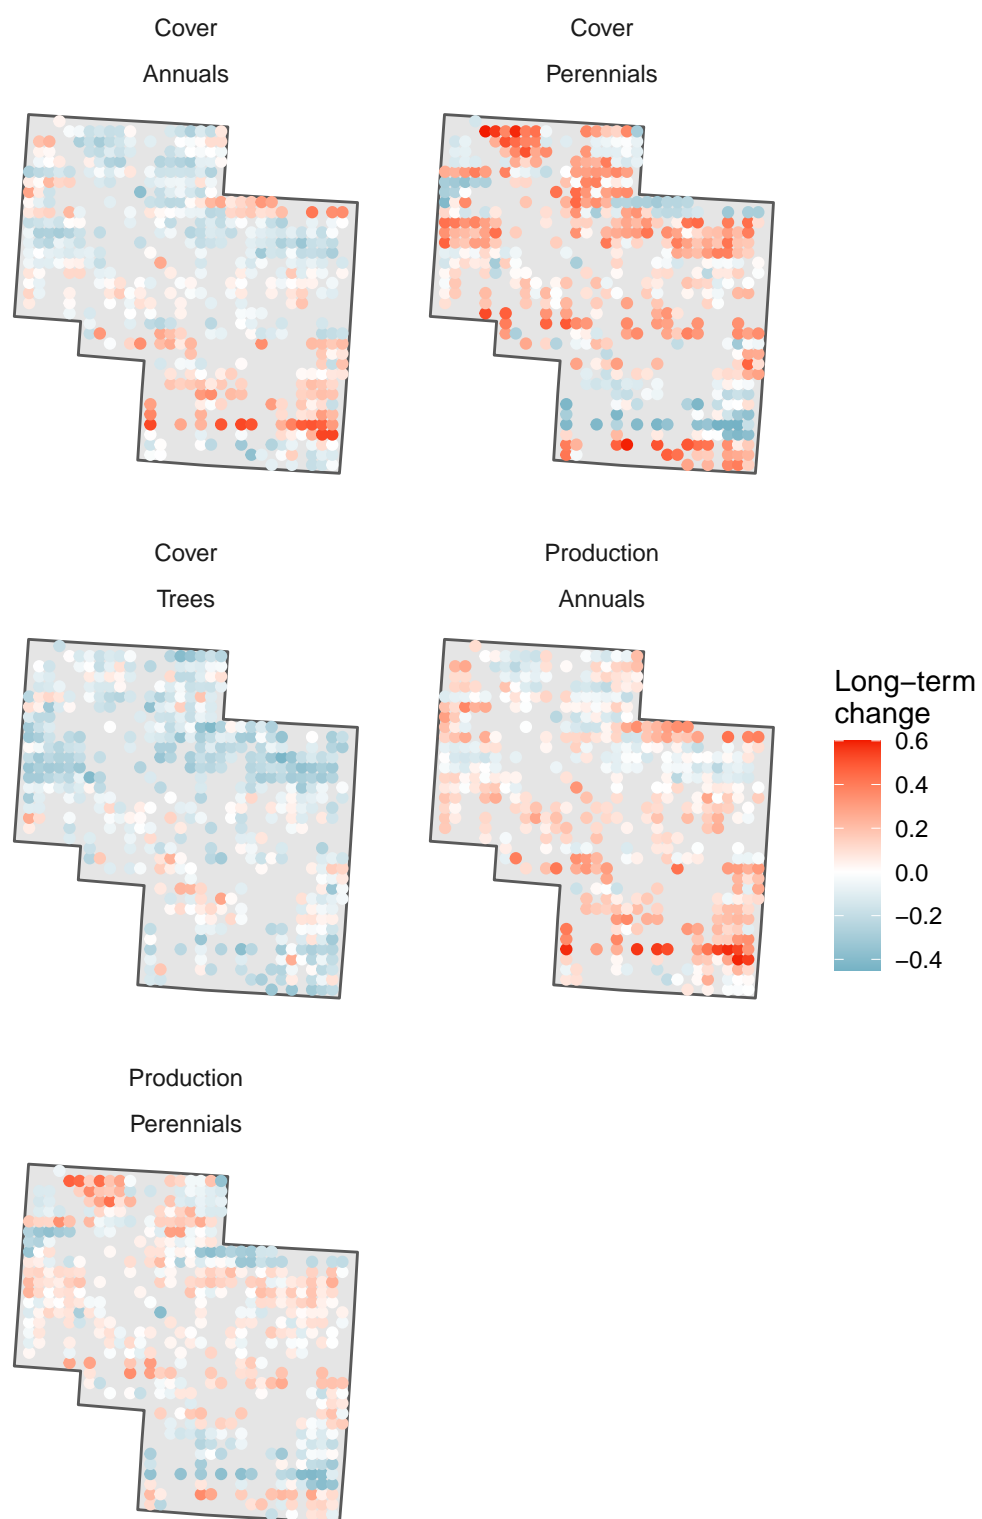 Cover
Annuals
Cover
Perennials
Cover
Trees
Production
Annuals
Long−term
change
0.6
0.4
0.2
0.0
−0.2
−0.4
Production
Perennials